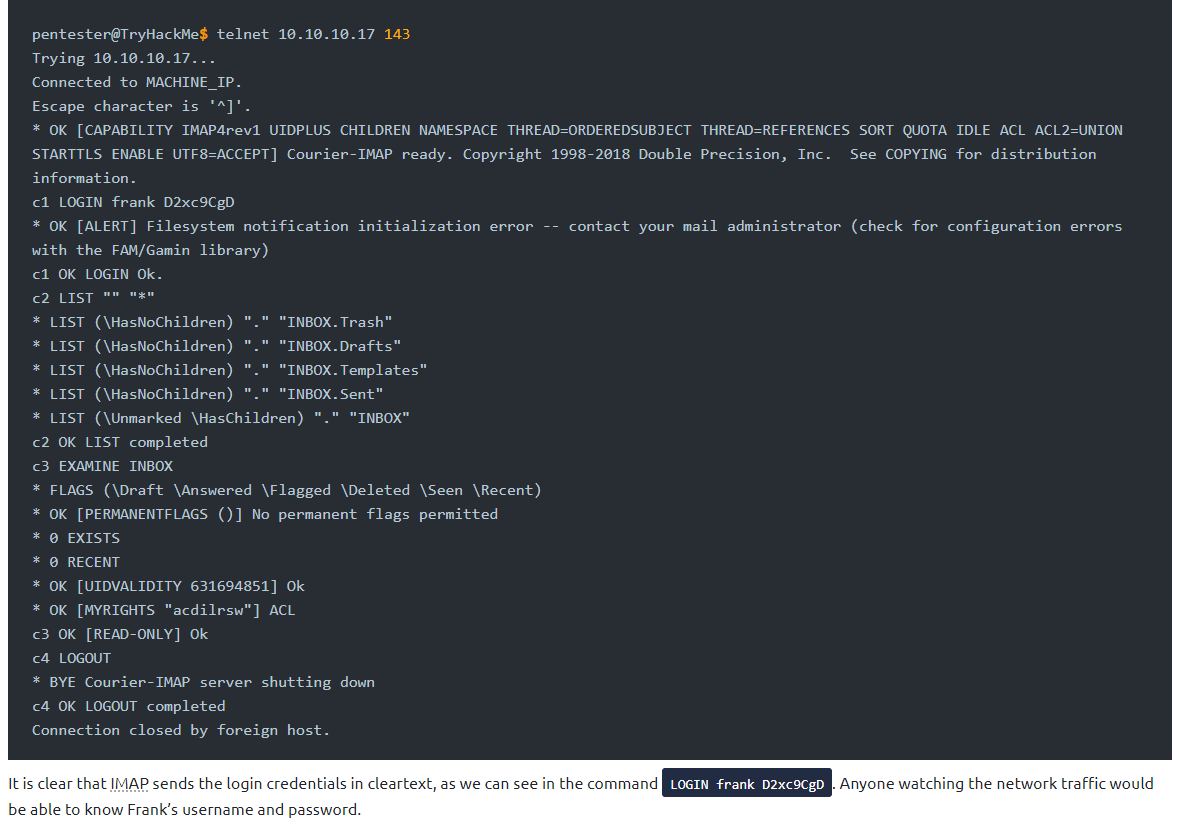 pentester@TryHackMe$ telnet 10.10.10.17 143
Trying 10.10.10.17...
Connected to MACHINE_IP.
Escape character is '^]'.
* OK [CAPABILITY IMAP4rev1 UIDPLUS CHILDREN NAMESPACE THREAD=ORDEREDSUBJECT THREAD=REFERENCES SORT QUOTA IDLE ACL ACL2=UNION
STARTTLS ENABLE UTF8=ACCEPT] Courier-IMAP ready. Copyright 1998-2018 Double Precision, Inc.  See COPYING for distribution
information.
c1 LOGIN frank D2xc9CgD
* OK [ALERT] Filesystem notification initialization error -- contact your mail administrator (check for configuration errors
with the FAM/Gamin library)
c1 OK LOGIN Ok.
c2 LIST "" "*"
* LIST (\HasNoChildren) "." "INBOX.Trash"
* LIST (\HasNoChildren) "." "INBOX.Drafts"
* LIST (\HasNoChildren) "." "INBOX.Templates"
* LIST (\HasNoChildren) "." "INBOX.Sent"
* LIST (\Unmarked \HasChildren) "." "INBOX"
c2 OK LIST completed
c3 EXAMINE INBOX
* FLAGS (\Draft \Answered \Flagged \Deleted \Seen \Recent)
* OK [PERMANENTFLAGS ()] No permanent flags permitted
* 0 EXISTS
* 0 RECENT
* OK [UIDVALIDITY 631694851] Ok
* OK [MYRIGHTS "acdilrsw"] ACL
c3 OK [READ-ONLY] Ok
c4 LOGOUT
* BYE Courier-IMAP server shutting down
c4 OK LOGOUT completed
Connection closed by foreign host.
It is clear that IMAP sends the login credentials in cleartext, as we can see in the command LOGIN frank D2xc9CgD. Anyone watching the network traffic would
be able to know Frank’s username and password.